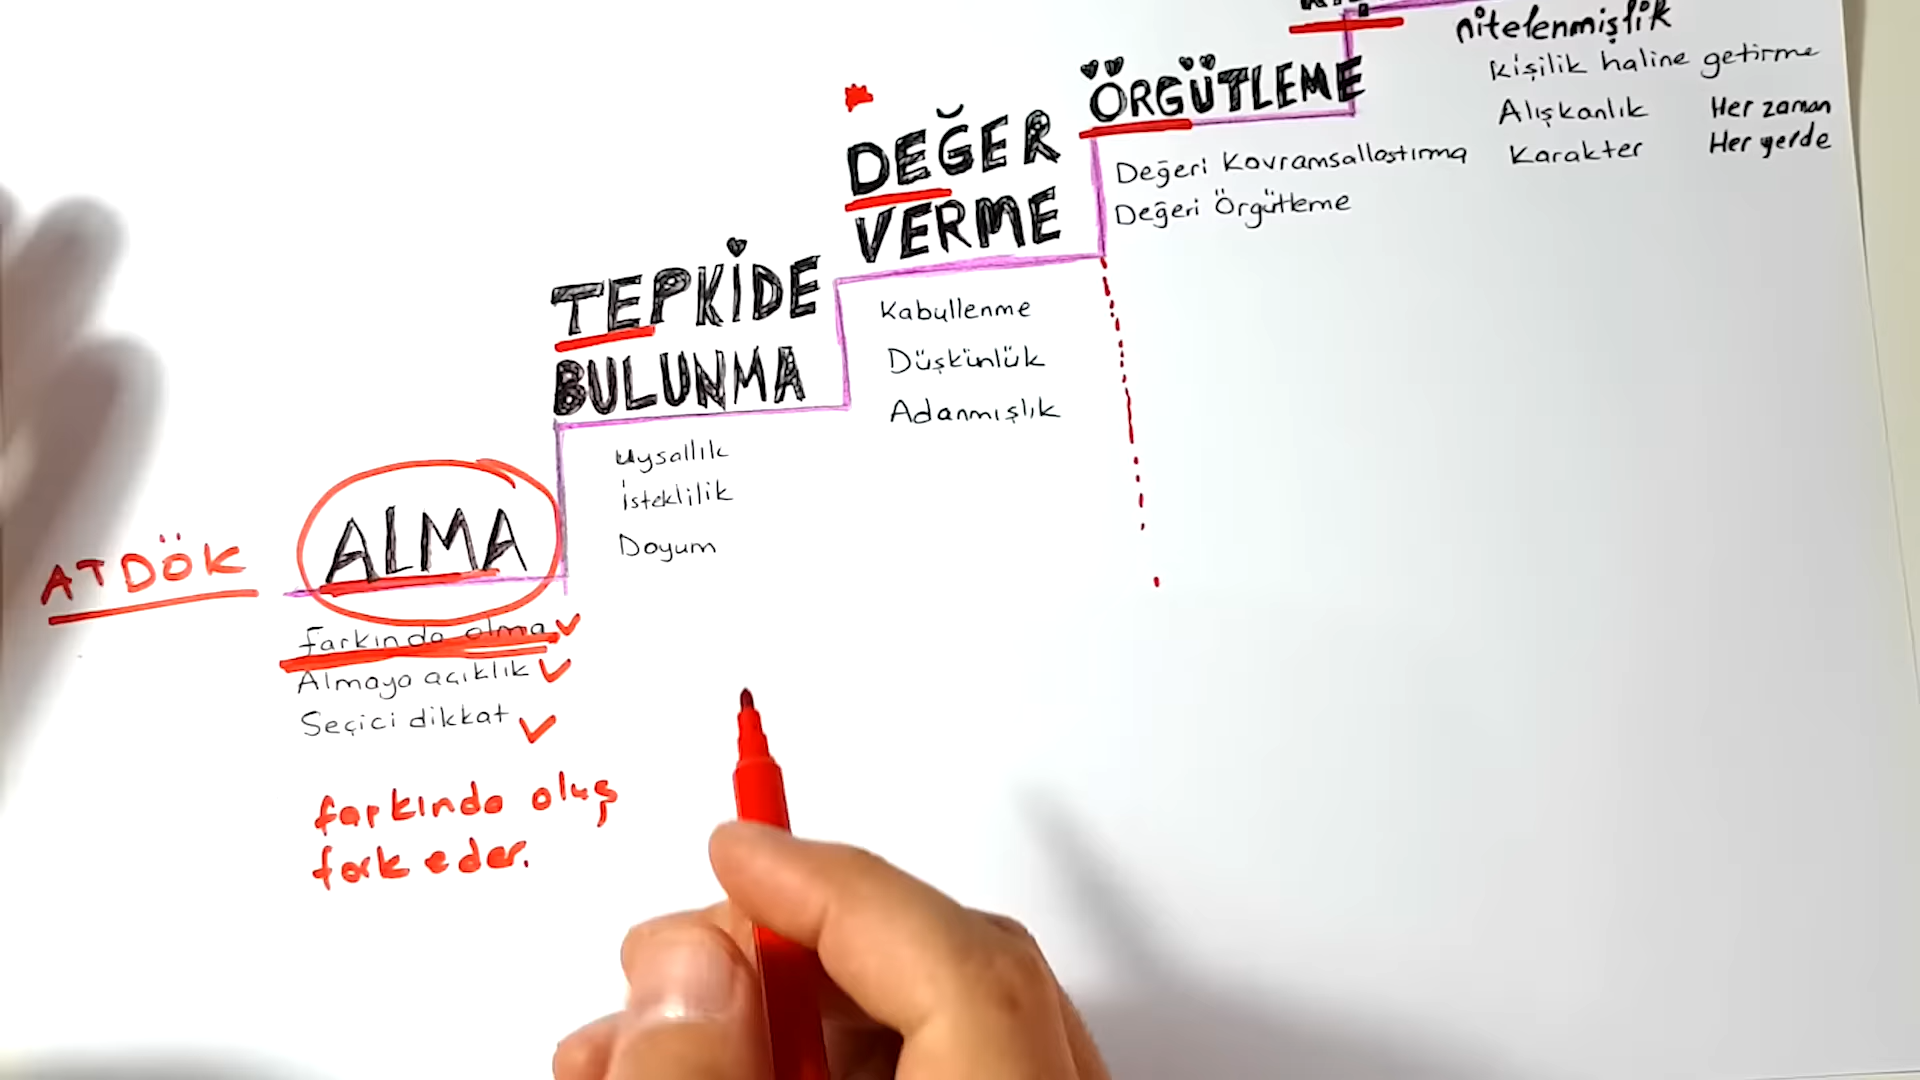 ATDÖK
ALMA
farkında olma
Almaya açıklık
Seçici dikkat
farkında oluş
fark eder.
TEPKİDE
BULUNMA
Uysallık
İsteklilik
Doyum
DEĞER
VERME
Kabullenme
Düşkünlük
Adanmışlık
ÖRGÜTLEME
Değeri Kavramsallaştırma
Değeri Örgütleme
nitelenmişlik
Kişilik haline getirme
Alışkanlık
Karakter
Her zaman
Her yerde